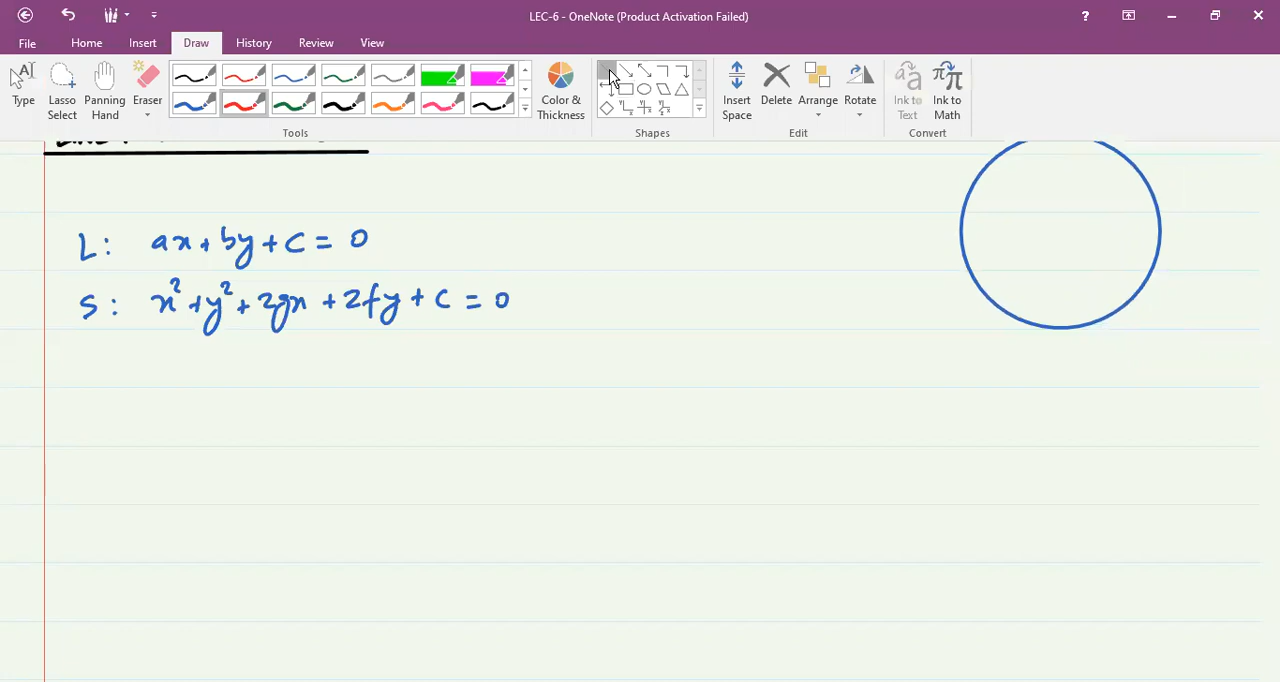 LEC-6 - OneNote (Product Activation Failed)
?
File Home Insert Draw History Review View
Type
Lasso Select
Panning Hand
Eraser
Color & Thickness
Insert Space
Delete
Arrange
Rotate
Ink to Text
Ink to Math
Tools
Shapes
Edit
Convert
L: ax + by + c = 0
S: x² + y² + 2gx + 2fy + c = 0